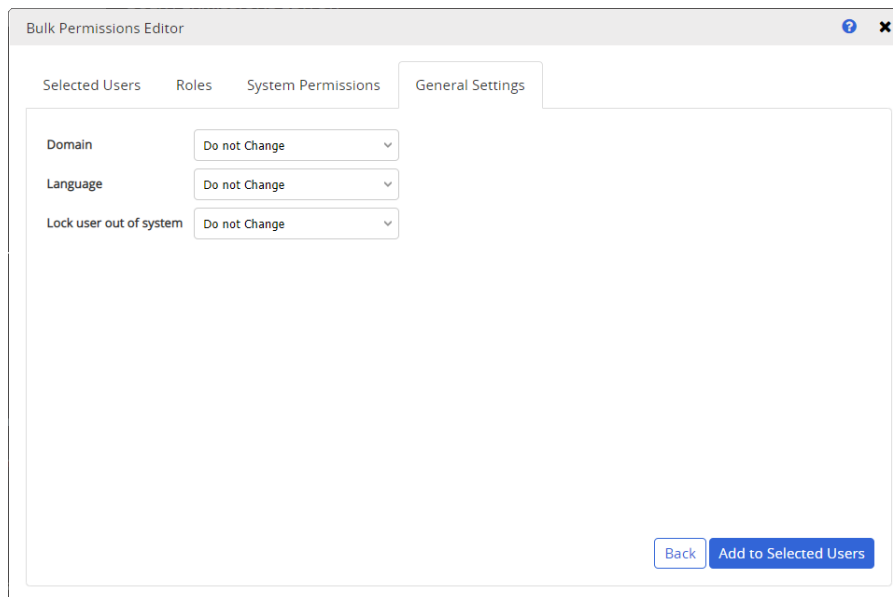 Bulk Permissions Editor
Selected Users Roles System Permissions General Settings
Domain Do not Change
Language Do not Change
Lock user out of system Do not Change
Back Add to Selected Users